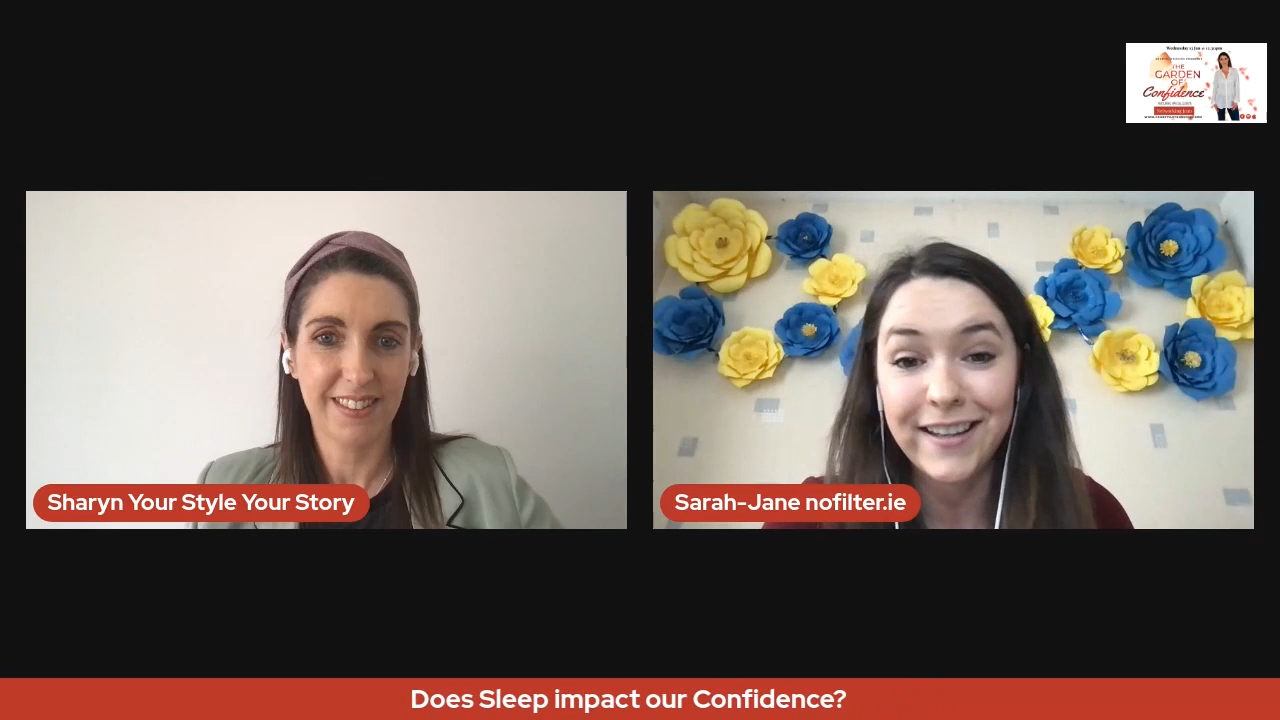 THE
GARDEN
OF
Confidence
Sharyn Your Style Your Story
Sarah-Jane nofilter.ie
Does Sleep impact our Confidence?